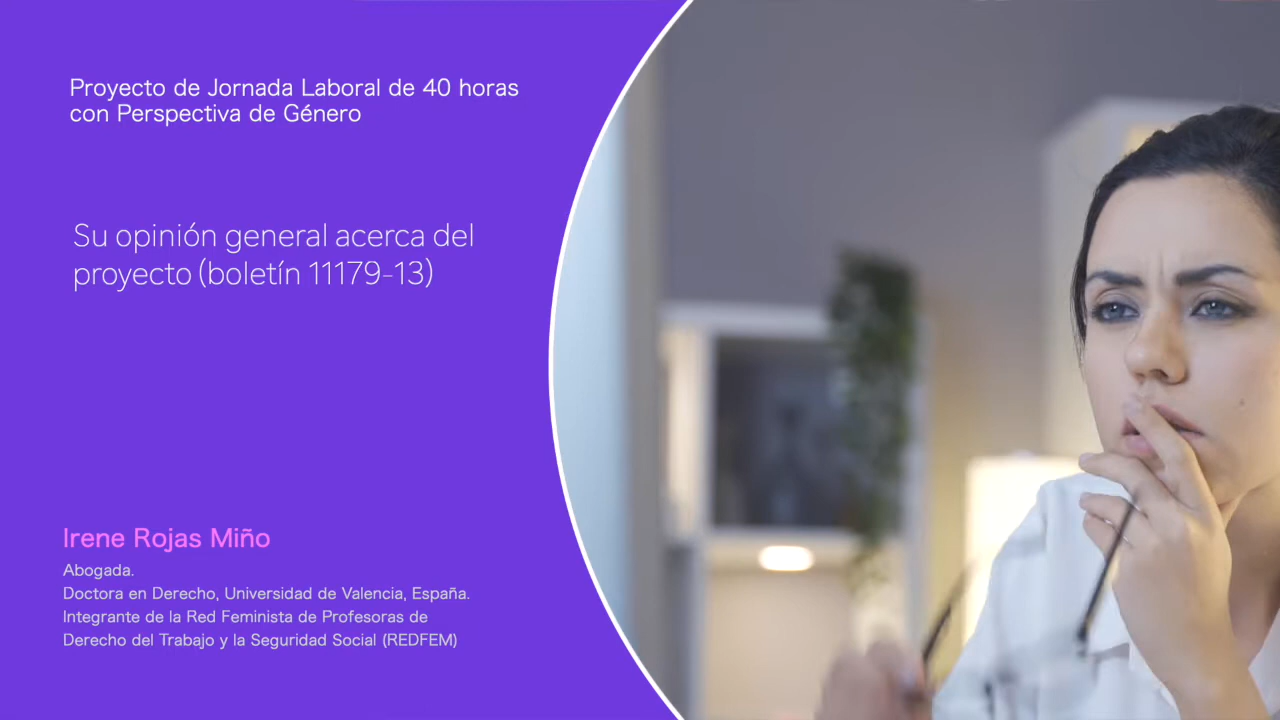 Proyecto de Jornada Laboral de 40 horas
con Perspectiva de Género
Su opinión general acerca del
proyecto (boletín 11179-13)
Irene Rojas Miño
Abogada.
Doctora en Derecho, Universidad de Valencia, España.
Integrante de la Red Feminista de Profesoras de
Derecho del Trabajo y la Seguridad Social (REDFEM)